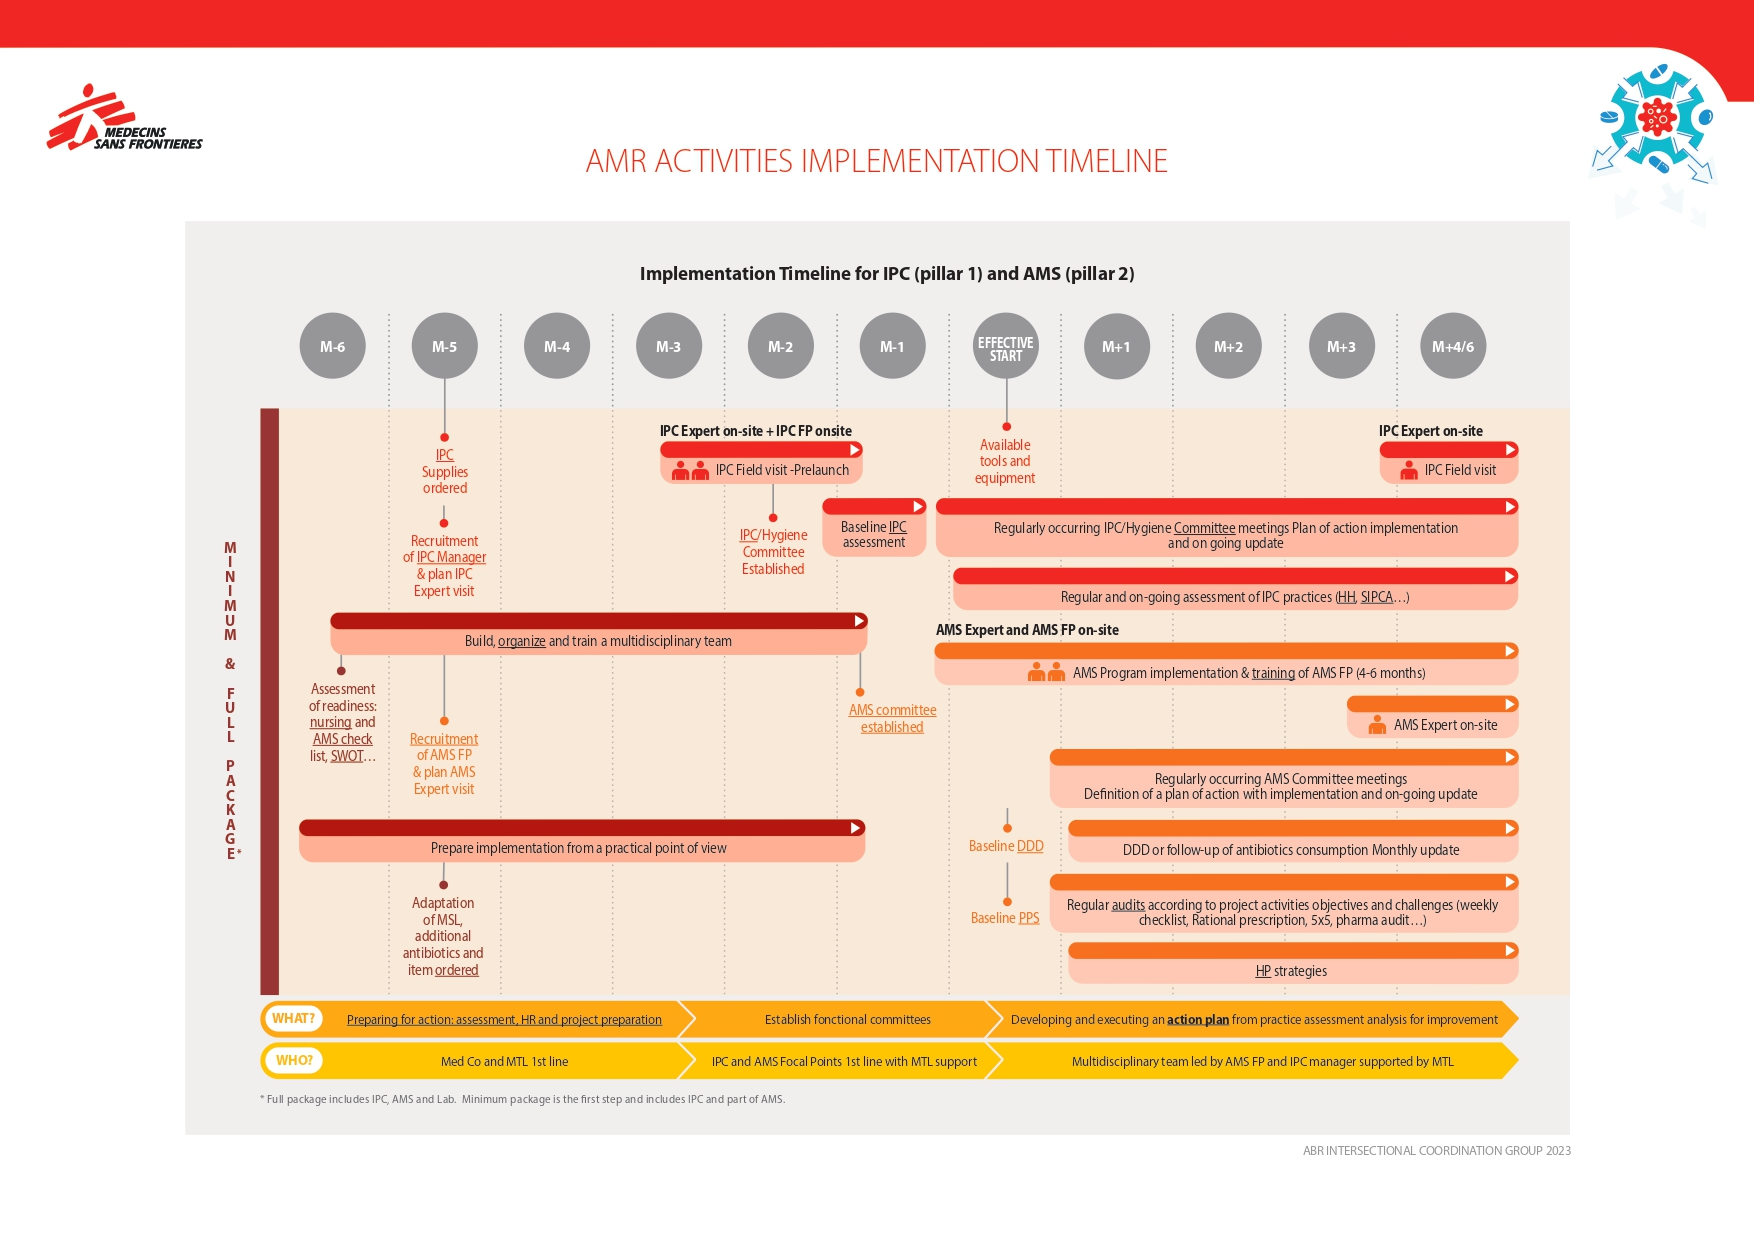 MEDECINS
SANS FRONTIERES
AMR ACTIVITIES IMPLEMENTATION TIMELINE
Implementation Timeline for IPC (pillar 1) and AMS (pillar 2)
M-6
M-5
M-4
M-3
M-2
M-1
EFFECTIVE
START
M+1
M+2
M+3
M+4/6
MINIMUM & FULL PACKAGE*
IPC
Supplies
ordered
Recruitment
of IPC Manager
& plan IPC
Expert visit
IPC Expert on-site + IPC FP onsite
IPC Field visit -Prelaunch
IPC/Hygiene
Committee
Established
Baseline IPC
assessment
Available
tools and
equipment
IPC Expert on-site
IPC Field visit
Regularly occurring IPC/Hygiene Committee meetings Plan of action implementation
and on going update
Regular and on-going assessment of IPC practices (HH, SIPCA…)
Build, organize and train a multidisciplinary team
Assessment
of readiness:
nursing and
AMS check
list, SWOT…
Recruitment
of AMS FP
& plan AMS
Expert visit
AMS committee
established
AMS Expert and AMS FP on-site
AMS Program implementation & training of AMS FP (4-6 months)
AMS Expert on-site
Regularly occurring AMS Committee meetings
Definition of a plan of action with implementation and on-going update
Prepare implementation from a practical point of view
Adaptation
of MSL,
additional
antibiotics and
item ordered
Baseline DDD
DDD or follow-up of antibiotics consumption Monthly update
Baseline PPS
Regular audits according to project activities objectives and challenges (weekly
checklist, Rational prescription, 5x5, pharma audit…)
HP strategies
WHAT?
Preparing for action: assessment, HR and project preparation
Establish fonctional committees
Developing and executing an action plan from practice assessment analysis for improvement
WHO?
Med Co and MTL 1st line
IPC and AMS Focal Points 1st line with MTL support
Multidisciplinary team led by AMS FP and IPC manager supported by MTL
* Full package includes IPC, AMS and Lab. Minimum package is the first step and includes IPC and part of AMS.
ABR INTERSECTIONAL COORDINATION GROUP 2023